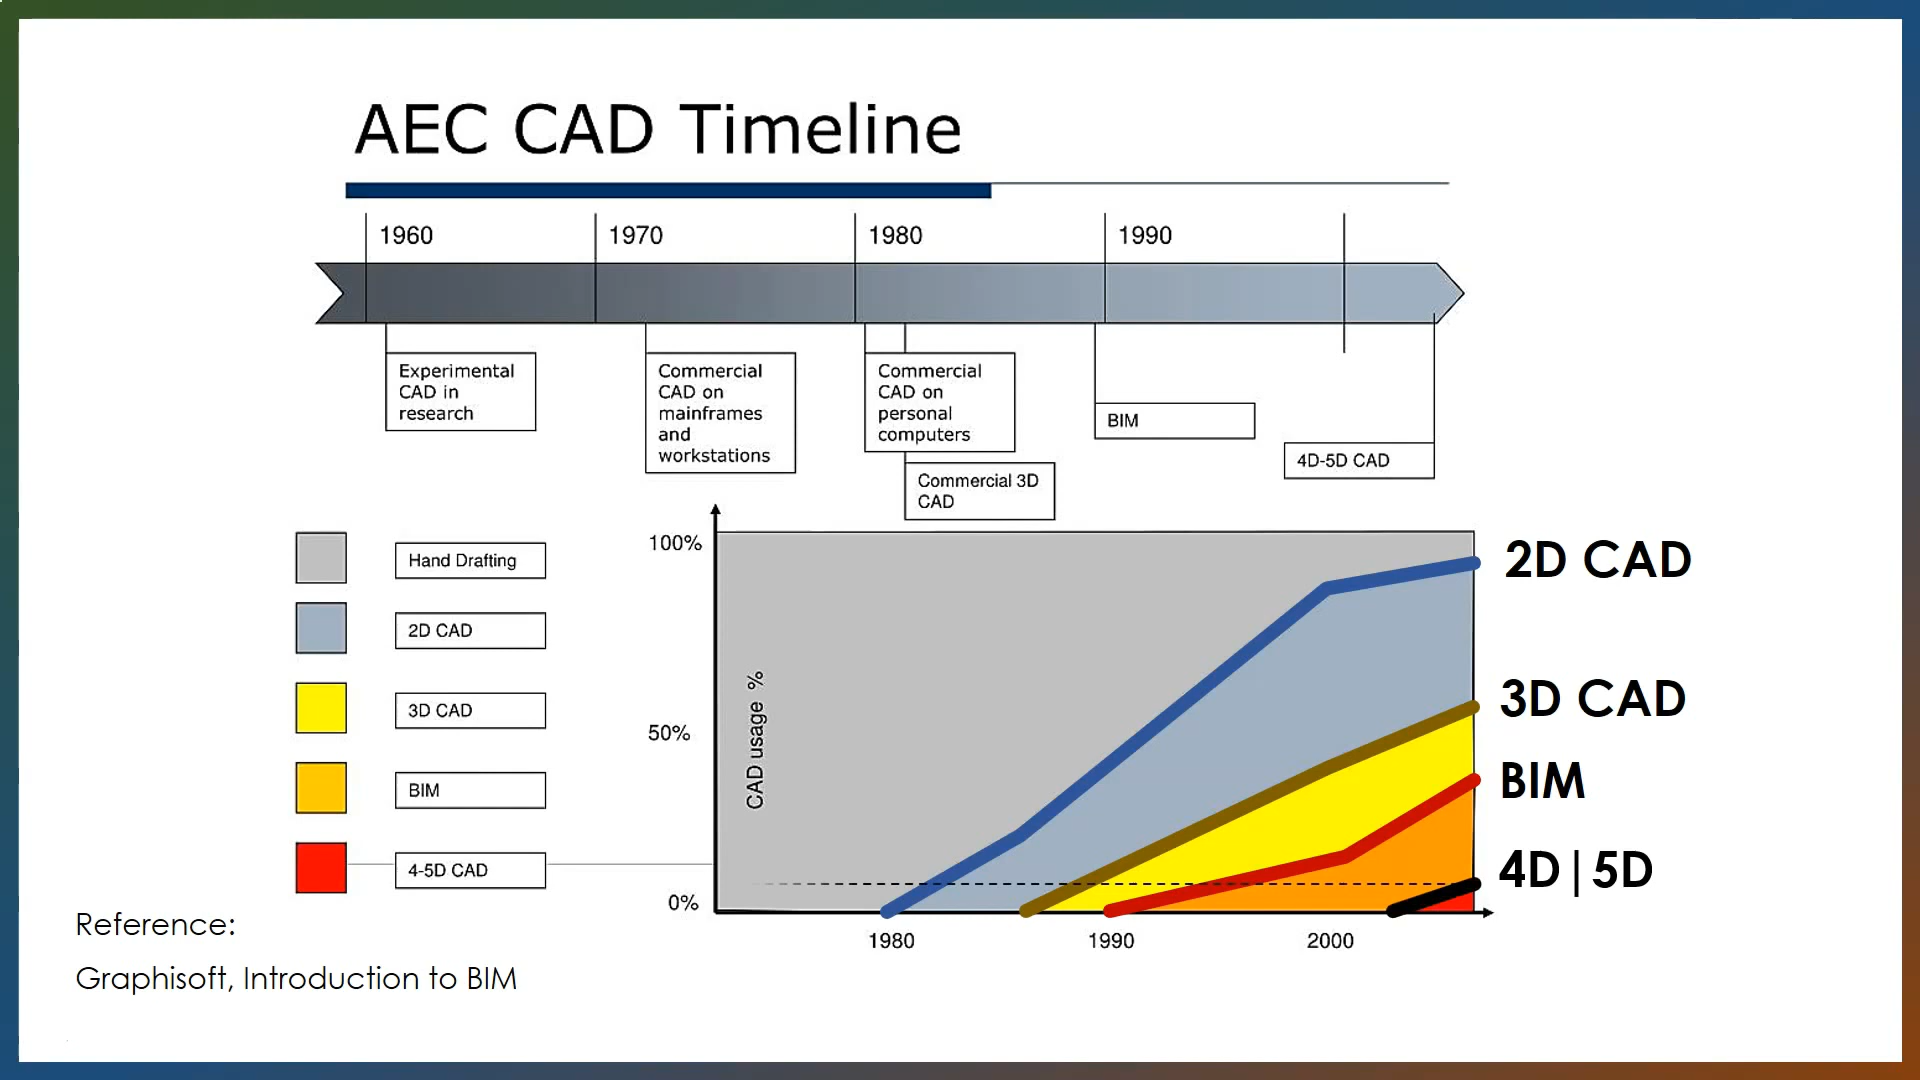 AEC CAD Timeline
1960
1970
1980
1990
Experimental
CAD in
research
Commercial
CAD on
mainframes
and
workstations
Commercial
CAD on
personal
computers
Commercial 3D
CAD
BIM
4D-5D CAD
Hand Drafting
2D CAD
3D CAD
BIM
4-5D CAD
100%
50%
0%
CAD usage %
1980
1990
2000
2D CAD
3D CAD
BIM
4D|5D
Reference:
Graphisoft, Introduction to BIM